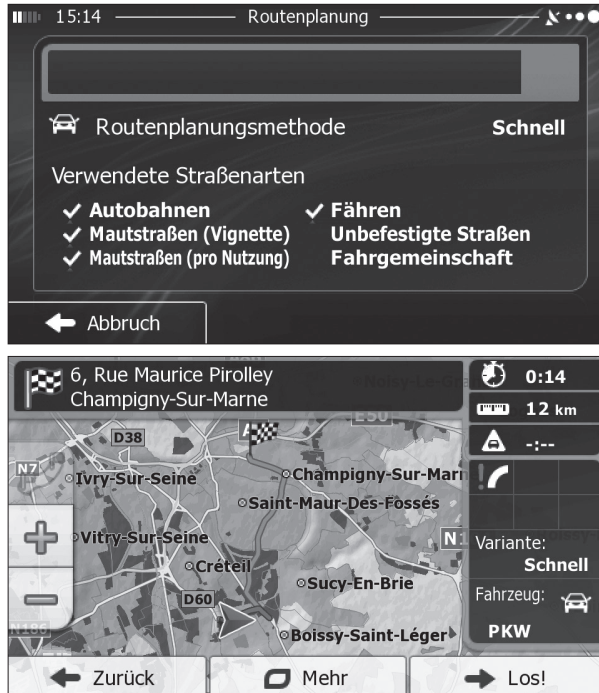 15:14 Routenplanung
Routenplanungsmethode Schnell
Verwendete Straßenarten
Autobahnen Fähren
Mautstraßen (Vignette) Unbefestigte Straßen
Mautstraßen (pro Nutzung) Fahrgemeinschaft
Abbruch
6, Rue Maurice Pirolley
Champigny-Sur-Marne
0:14
12 km
-:--
E50
D38
N7
Ivry-Sur-Seine
Champigny-Sur-Marn
Saint-Maur-Des-Fossés
Vitry-Sur-Seine
N1
Variante:
Schnell
Créteil
Sucy-En-Brie
D60
Fahrzeug:
PKW
N186
Boissy-Saint-Léger
Zurück Mehr Los!